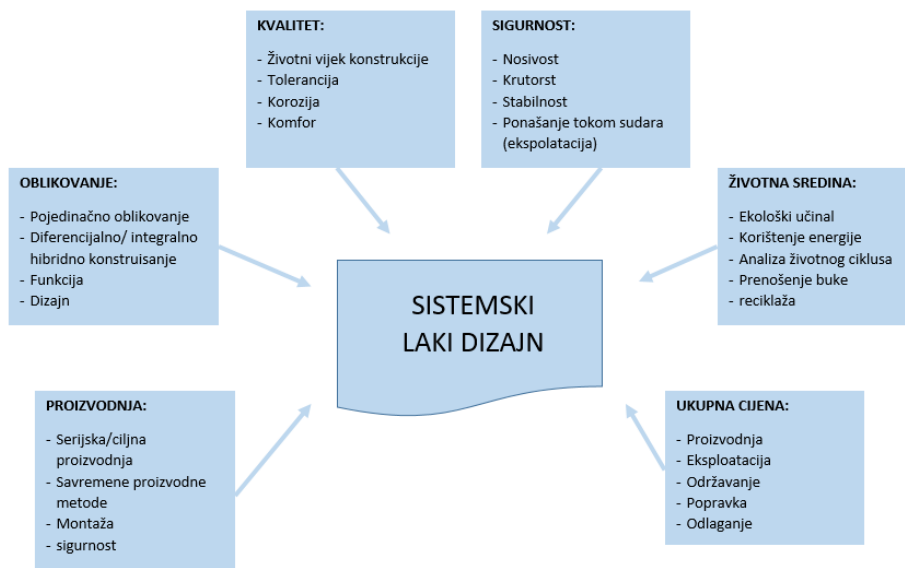 KVALITET:
- Životni vijek konstrukcije
- Tolerancija
- Korozija
- Komfor
SIGURNOST:
- Nosivost
- Krutorst
- Stabilnost
- Ponašanje tokom sudara
(ekspolatacija)
OBLIKOVANJE:
- Pojedinačno oblikovanje
- Diferencijalno/ integralno
hibridno konstruisanje
- Funkcija
- Dizajn
ŽIVOTNA SREDINA:
- Ekološki učinal
- Korištenje energije
- Analiza životnog ciklusa
- Prenošenje buke
- reciklaža
SISTEMSKI
LAKI DIZAJN
PROIZVODNJA:
- Serijska/ciljna
proizvodnja
- Savremene proizvodne
metode
- Montaža
- sigurnost
UKUPNA CIJENA:
- Proizvodnja
- Eksploatacija
- Održavanje
- Popravka
- Odlaganje